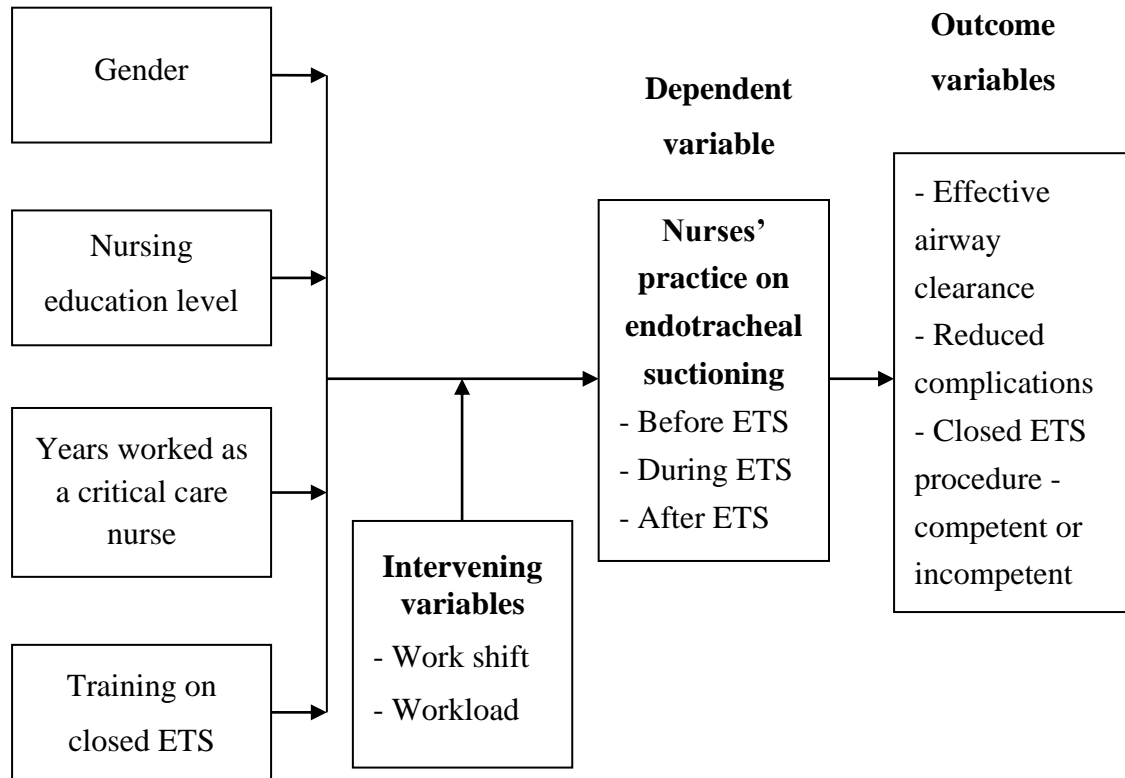 Gender
Nursing
education level
Years worked as
a critical care
nurse
Training on
closed ETS
Intervening
variables
- Work shift
- Workload
Dependent
variable
Nurses’
practice on
endotracheal
suctioning
- Before ETS
- During ETS
- After ETS
Outcome
variables
- Effective
airway
clearance
- Reduced
complications
- Closed ETS
procedure -
competent or
incompetent